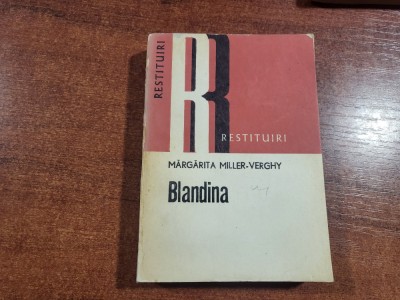 RESTITUIRI
R
RESTITUIRI
MĂRGĂRITA MILLER-VERGHY
Blandina